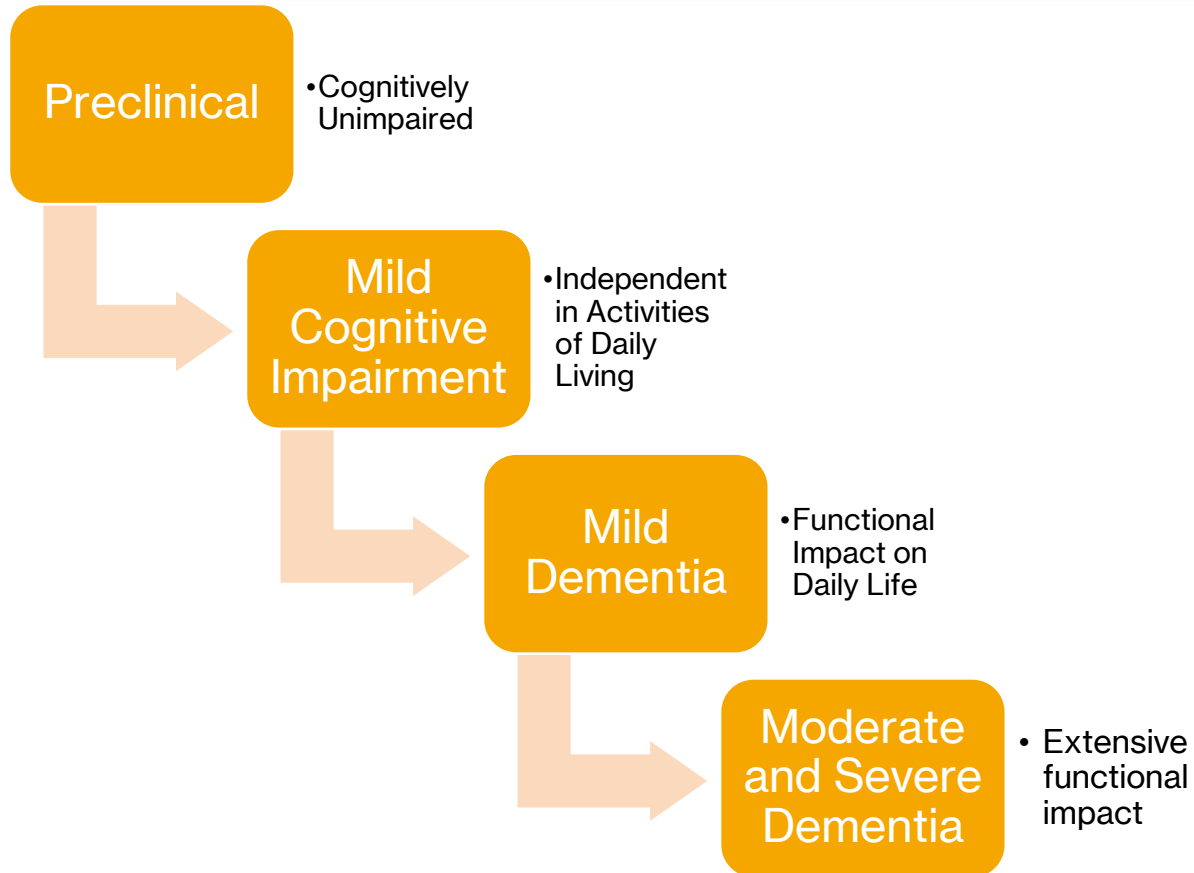 Preclinical
•Cognitively
Unimpaired
Mild
Cognitive
Impairment
•Independent
in Activities
of Daily
Living
Mild
Dementia
•Functional
Impact on
Daily Life
Moderate
and Severe
Dementia
• Extensive
functional
impact